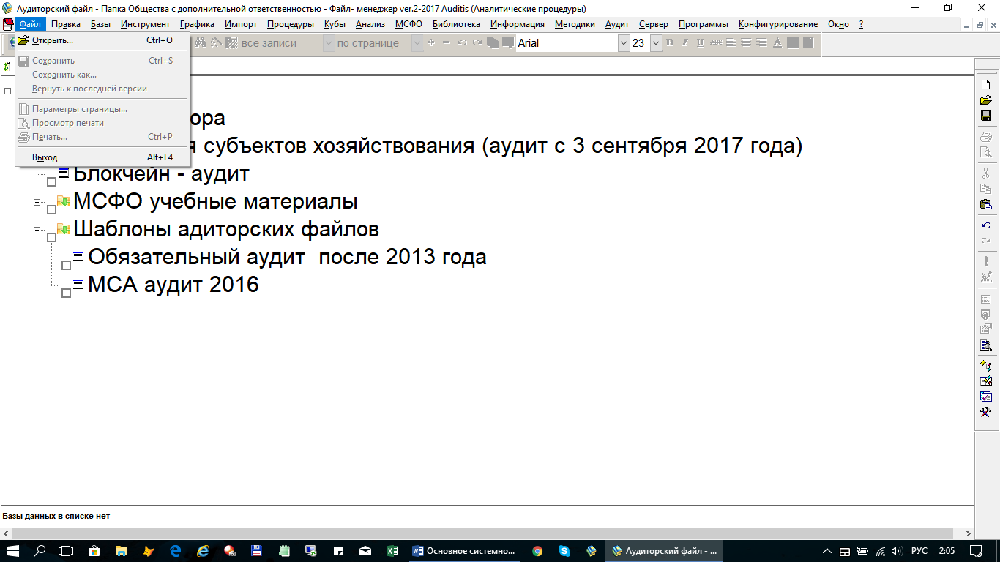 Аудиторский файл - Папка Общества с дополнительной ответственностью - Файл- менеджер ver.2-2017 Auditis (Аналитические процедуры)
Файл Правка Базы Инструмент Графика Импорт Процедуры Кубы Анализ МСФО Библиотека Информация Методики Аудит Сервер Программы Конфигурирование Окно ?
все записи по странице Arial 23 B I U ABC A
Открыть... Ctrl+O
Сохранить Ctrl+S
Сохранить как...
Вернуть к последней версии
Параметры страницы...
Просмотр печати
Печать... Ctrl+P
Выход Alt+F4
ора
я субъектов хозяйствования (аудит с 3 сентября 2017 года)
Блокчейн - аудит
МСФО учебные материалы
Шаблоны адиторских файлов
Обязательный аудит после 2013 года
МСА аудит 2016
Базы данных в списке нет
Основное системно... Аудиторский файл - ... РУС 2:05